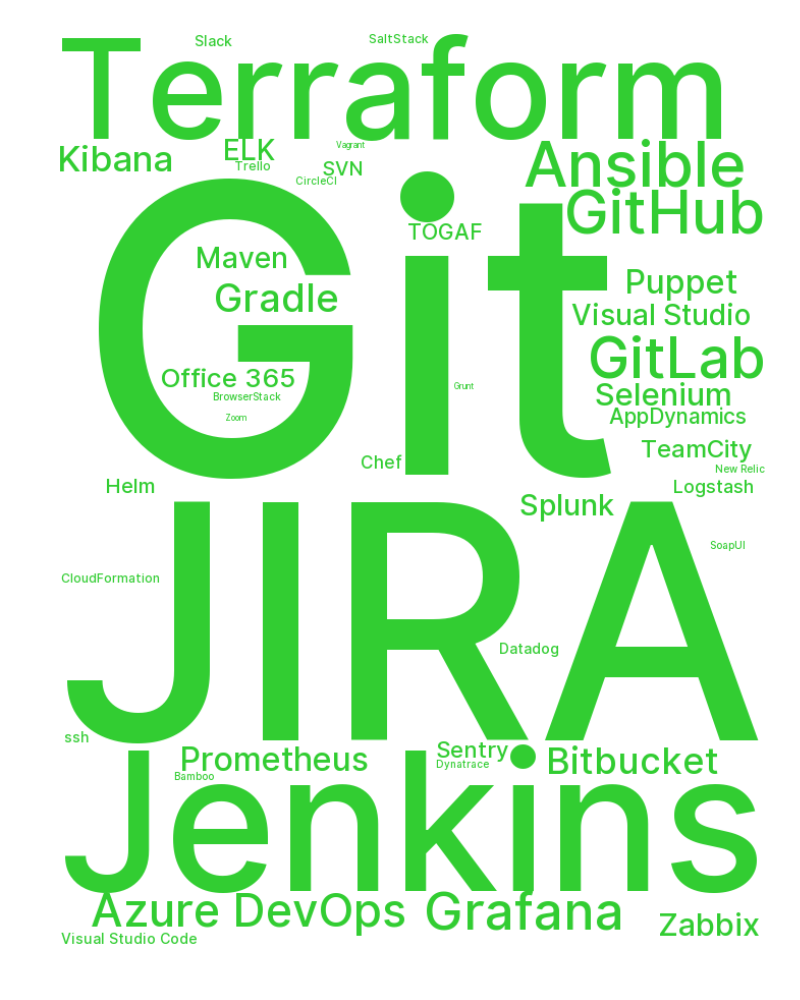 Slack
SaltStack
Terraform
Vagrant
ELK
Kibana
Trello
SVN
CircleCI
Ansible
GitHub
Git
TOGAF
Maven
Puppet
Gradle
Visual Studio
GitLab
Office 365
Grunt
BrowserStack
Selenium
Zoom
AppDynamics
TeamCity
Chef
New Relic
Helm
Logstash
Splunk
JIRA
SoapUI
CloudFormation
Datadog
ssh
Sentry
Prometheus
Bitbucket
Dynatrace
Bamboo
Jenkins
Azure DevOps
Grafana
Zabbix
Visual Studio Code